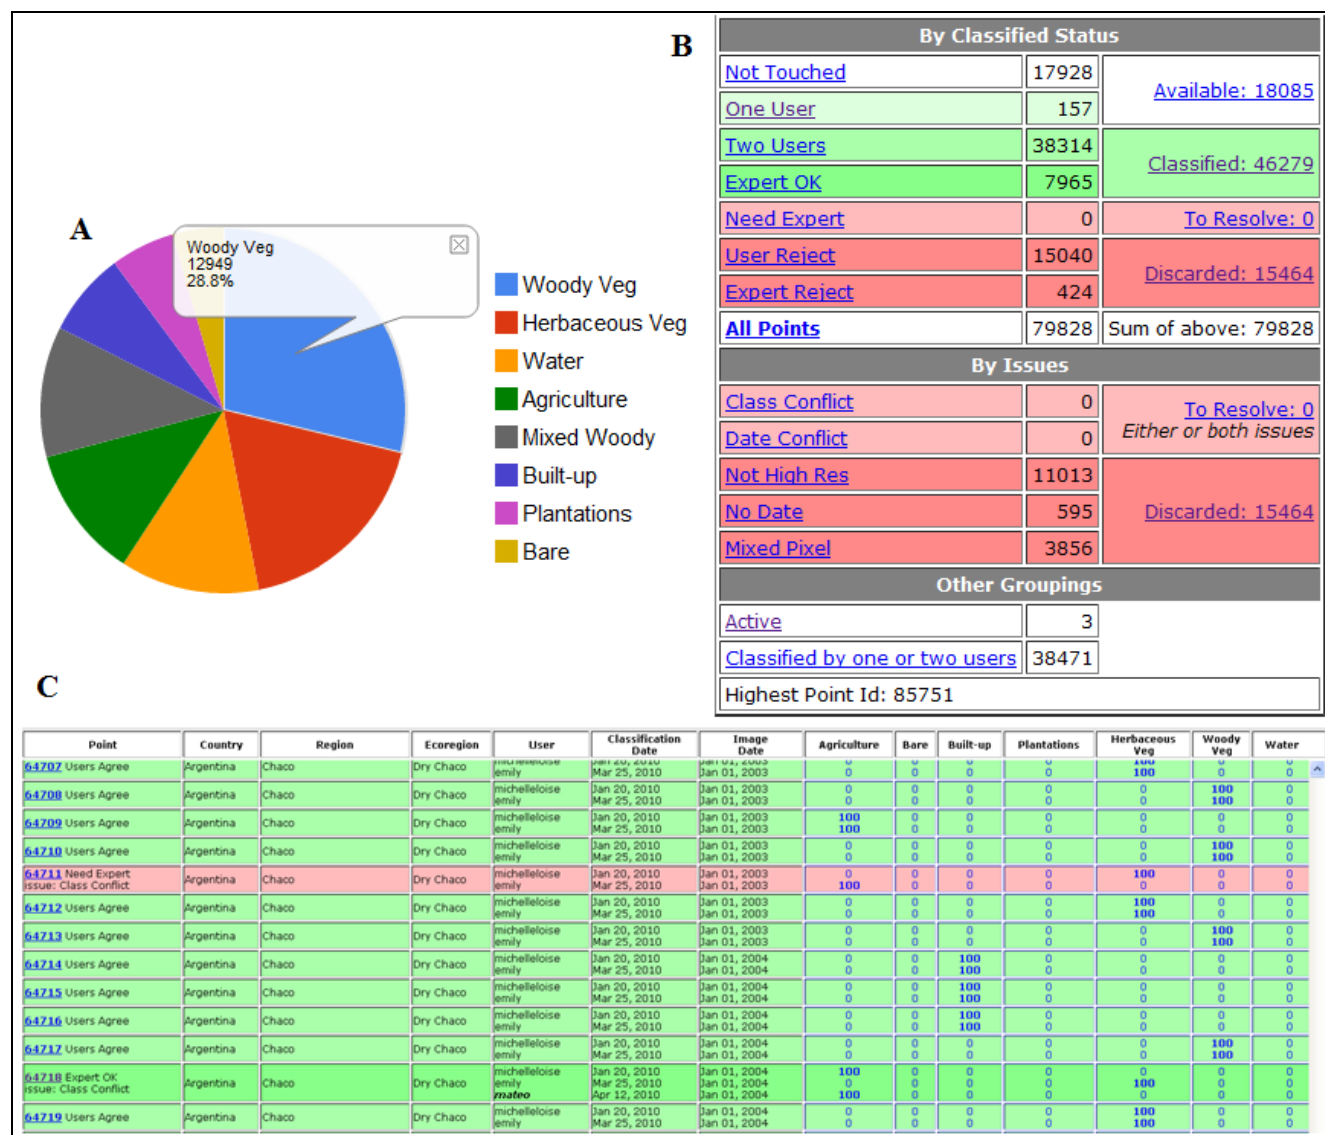 B
By Classified Status
Not Touched 17928 Available: 18085
One User 157
Two Users 38314 Classified: 46279
Expert OK 7965
Need Expert 0 To Resolve: 0
User Reject 15040 Discarded: 15464
Expert Reject 424
All Points 79828 Sum of above: 79828
By Issues
Class Conflict 0 To Resolve: 0
Either or both issues
Date Conflict 0
Not High Res 11013
No Date 595 Discarded: 15464
Mixed Pixel 3856
Other Groupings
Active 3
Classified by one or two users 38471
Highest Point Id: 85751
A
Woody Veg
12949
28.8%
Woody Veg
Herbaceous Veg
Water
Agriculture
Mixed Woody
Built-up
Plantations
Bare
C
Point Country Region Ecoregion User Classification Date Image Date Agriculture Bare Built-up Plantations Herbaceous Veg Woody Veg Water
64707 Users Agree Argentina Chaco Dry Chaco michelleloise Jan 20, 2010 Jan 01, 2003 0 0 0 0 100 0 0
emily Mar 25, 2010 Jan 01, 2003 0 0 0 0 100 0 0
64708 Users Agree Argentina Chaco Dry Chaco michelleloise Jan 20, 2010 Jan 01, 2003 0 0 0 0 0 100 0
emily Mar 25, 2010 Jan 01, 2003 0 0 0 0 0 100 0
64709 Users Agree Argentina Chaco Dry Chaco michelleloise Jan 20, 2010 Jan 01, 2003 100 0 0 0 0 0 0
emily Mar 25, 2010 Jan 01, 2003 100 0 0 0 0 0 0
64710 Users Agree Argentina Chaco Dry Chaco michelleloise Jan 20, 2010 Jan 01, 2003 0 0 0 0 0 100 0
emily Mar 25, 2010 Jan 01, 2003 0 0 0 0 0 100 0
64711 Need Expert Argentina Chaco Dry Chaco michelleloise Jan 20, 2010 Jan 01, 2003 0 0 0 0 100 0 0
issue: Class Conflict emily Mar 25, 2010 Jan 01, 2003 100 0 0 0 0 0 0
64712 Users Agree Argentina Chaco Dry Chaco michelleloise Jan 20, 2010 Jan 01, 2003 0 0 0 0 100 0 0
emily Mar 25, 2010 Jan 01, 2003 0 0 0 0 100 0 0
64713 Users Agree Argentina Chaco Dry Chaco michelleloise Jan 20, 2010 Jan 01, 2003 0 0 0 0 0 100 0
emily Mar 25, 2010 Jan 01, 2003 0 0 0 0 0 100 0
64714 Users Agree Argentina Chaco Dry Chaco michelleloise Jan 20, 2010 Jan 01, 2004 0 0 100 0 0 0 0
emily Mar 25, 2010 Jan 01, 2004 0 0 100 0 0 0 0
64715 Users Agree Argentina Chaco Dry Chaco michelleloise Jan 20, 2010 Jan 01, 2004 0 0 100 0 0 0 0
emily Mar 25, 2010 Jan 01, 2004 0 0 100 0 0 0 0
64716 Users Agree Argentina Chaco Dry Chaco michelleloise Jan 20, 2010 Jan 01, 2004 0 0 100 0 0 0 0
emily Mar 25, 2010 Jan 01, 2004 0 0 100 0 0 0 0
64717 Users Agree Argentina Chaco Dry Chaco michelleloise Jan 20, 2010 Jan 01, 2004 0 0 0 0 0 100 0
emily Mar 25, 2010 Jan 01, 2004 0 0 0 0 0 100 0
64718 Expert OK Argentina Chaco Dry Chaco michelleloise Jan 20, 2010 Jan 01, 2004 100 0 0 0 0 0 0
issue: Class Conflict emily Mar 25, 2010 Jan 01, 2004 0 0 0 0 100 0 0
mateo Apr 12, 2010 Jan 01, 2004 100 0 0 0 0 0 0
64719 Users Agree Argentina Chaco Dry Chaco michelleloise Jan 20, 2010 Jan 01, 2004 0 0 0 0 100 0 0
emily Mar 25, 2010 Jan 01, 2004 0 0 0 0 100 0 0